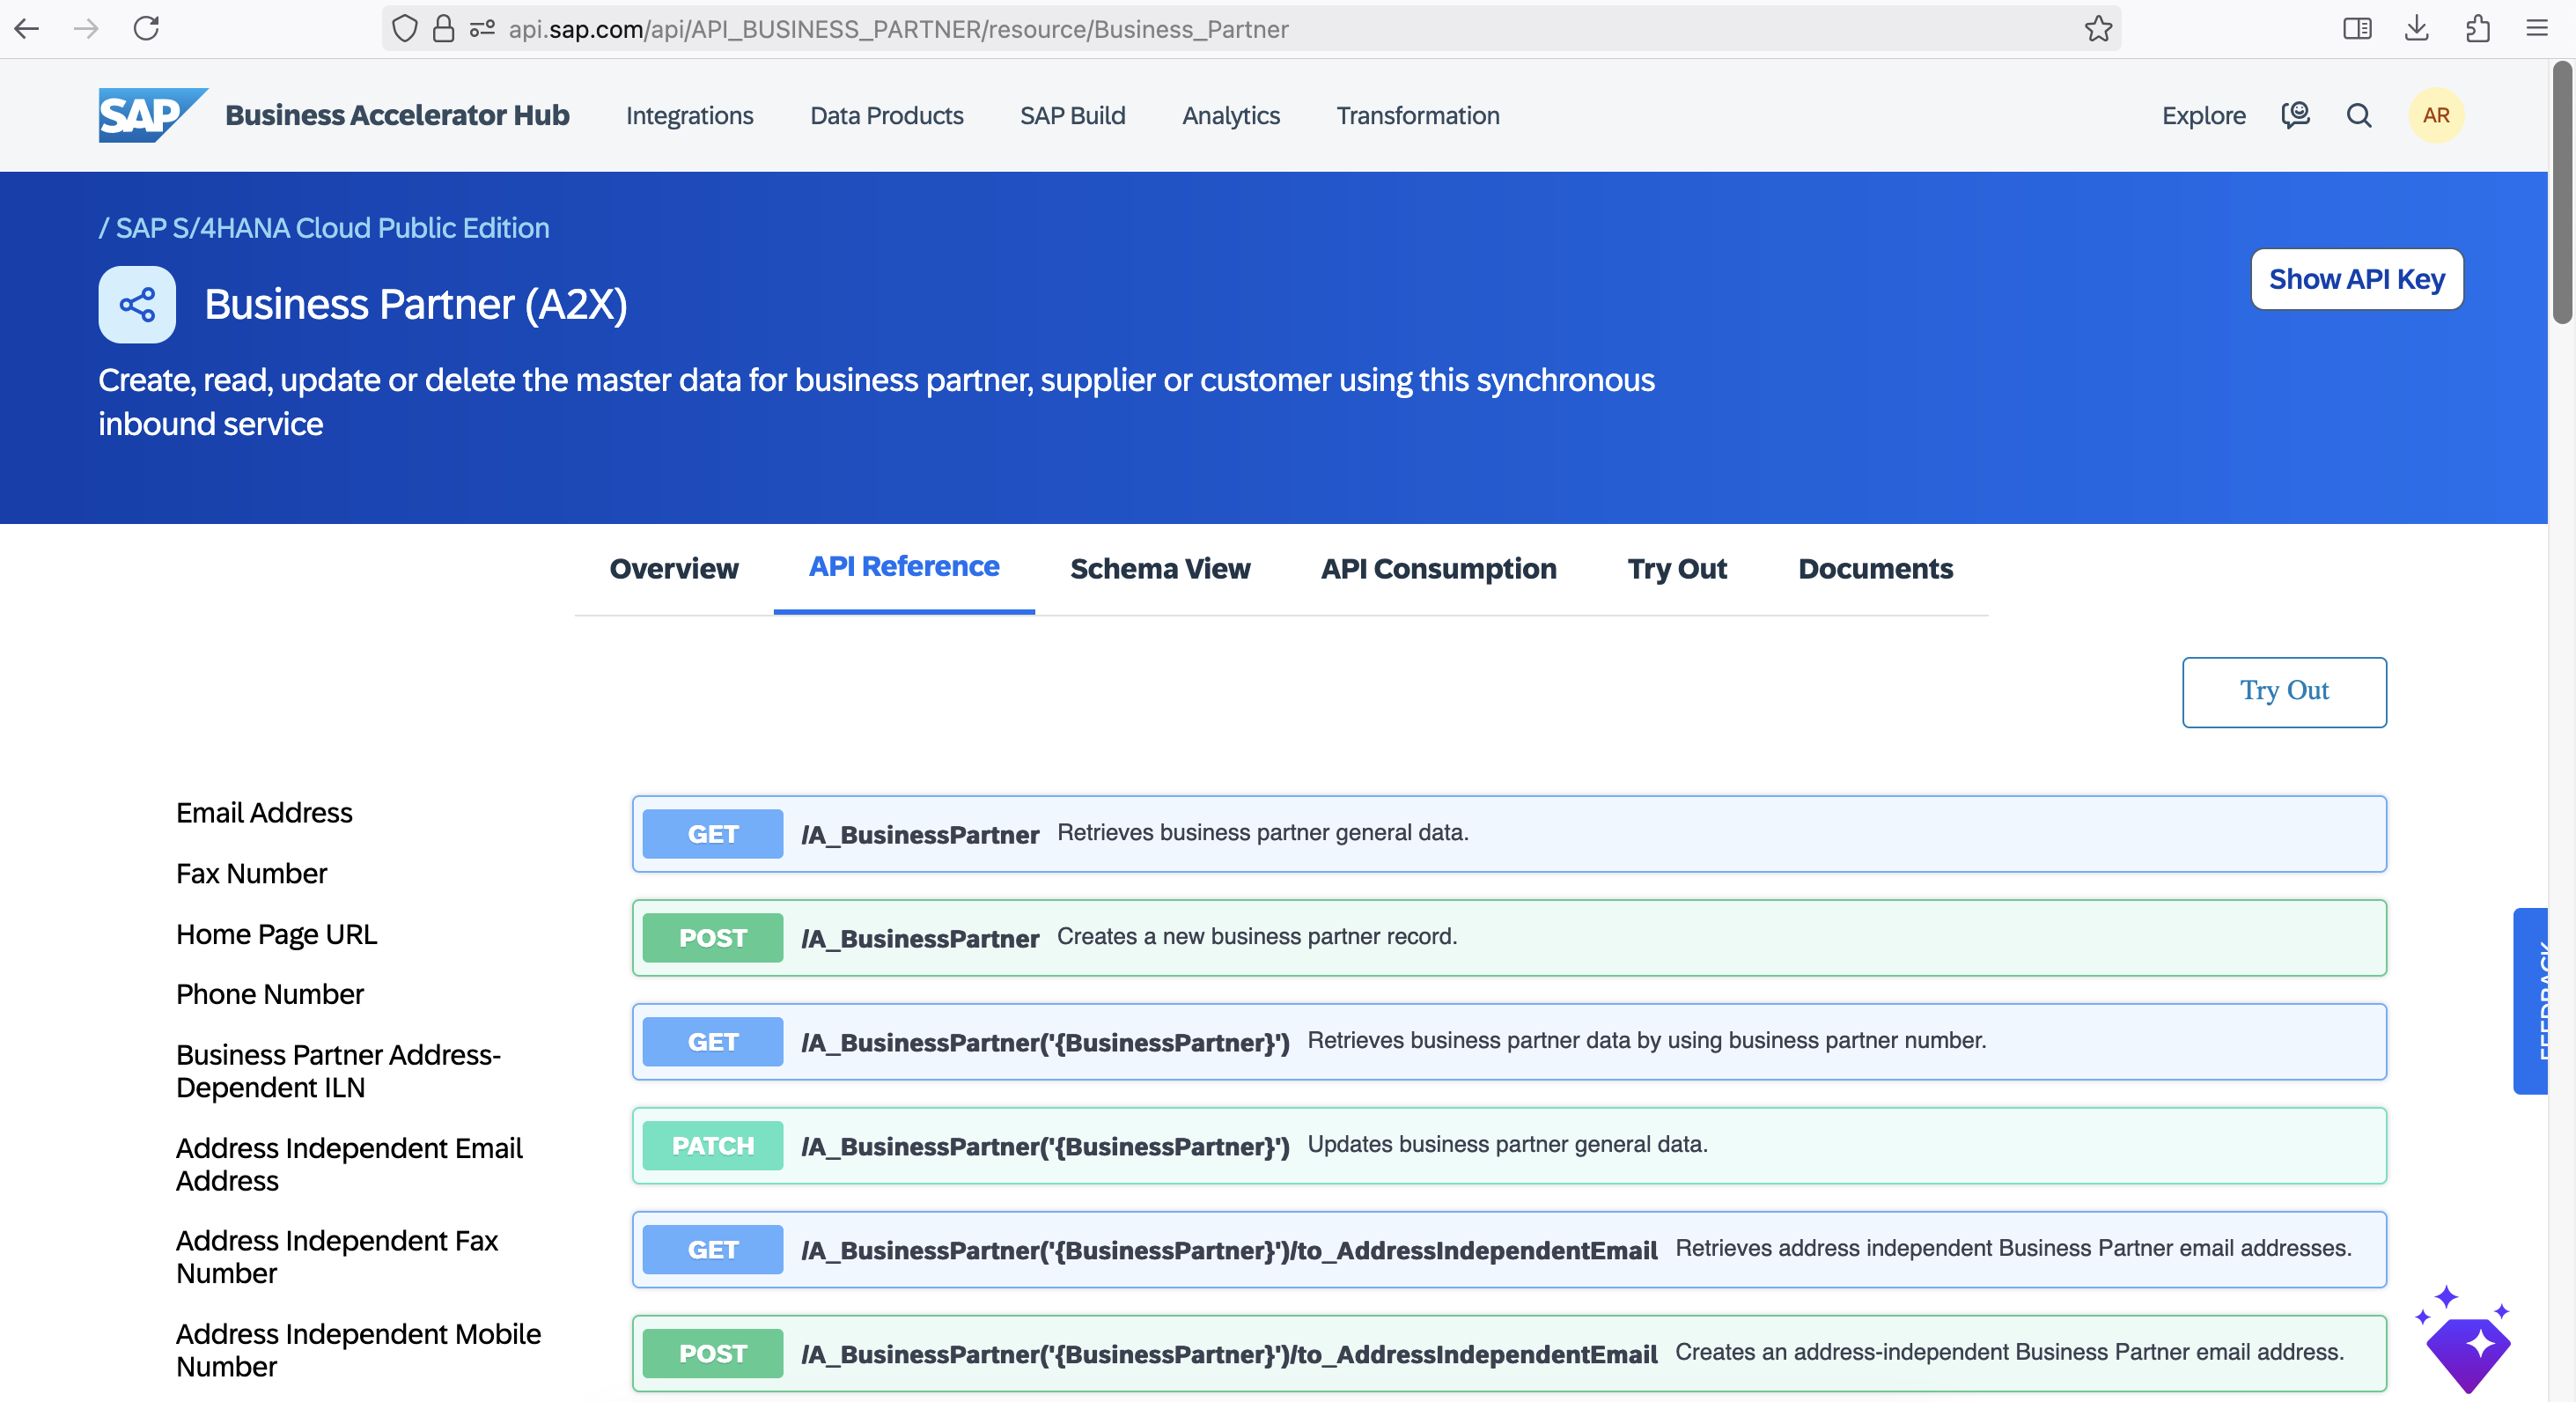 api.sap.com/api/API_BUSINESS_PARTNER/resource/Business_Partner
SAP Business Accelerator Hub Integrations Data Products SAP Build Analytics Transformation Explore AR
/ SAP S/4HANA Cloud Public Edition
Business Partner (A2X)
Show API Key
Create, read, update or delete the master data for business partner, supplier or customer using this synchronous
inbound service
Overview API Reference Schema View API Consumption Try Out Documents
Try Out
Email Address
Fax Number
Home Page URL
Phone Number
Business Partner Address-
Dependent ILN
Address Independent Email
Address
Address Independent Fax
Number
Address Independent Mobile
Number
GET /A_BusinessPartner Retrieves business partner general data.
POST /A_BusinessPartner Creates a new business partner record.
GET /A_BusinessPartner('{BusinessPartner}') Retrieves business partner data by using business partner number.
PATCH /A_BusinessPartner('{BusinessPartner}') Updates business partner general data.
GET /A_BusinessPartner('{BusinessPartner}')/to_AddressIndependentEmail Retrieves address independent Business Partner email addresses.
POST /A_BusinessPartner('{BusinessPartner}')/to_AddressIndependentEmail Creates an address-independent Business Partner email address.
FEEDBACK